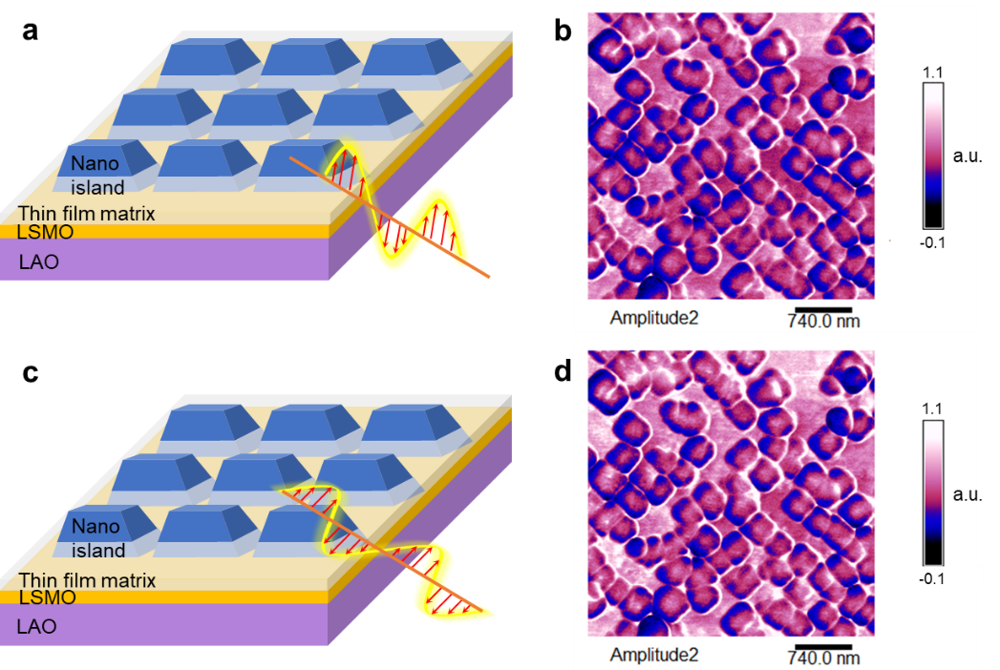 a
Nano
island
Thin film matrix
LSMO
LAO
b
1.1
a.u.
-0.1
Amplitude2
740.0 nm
c
Nano
island
Thin film matrix
LSMO
LAO
d
1.1
a.u.
-0.1
Amplitude2
740.0 nm